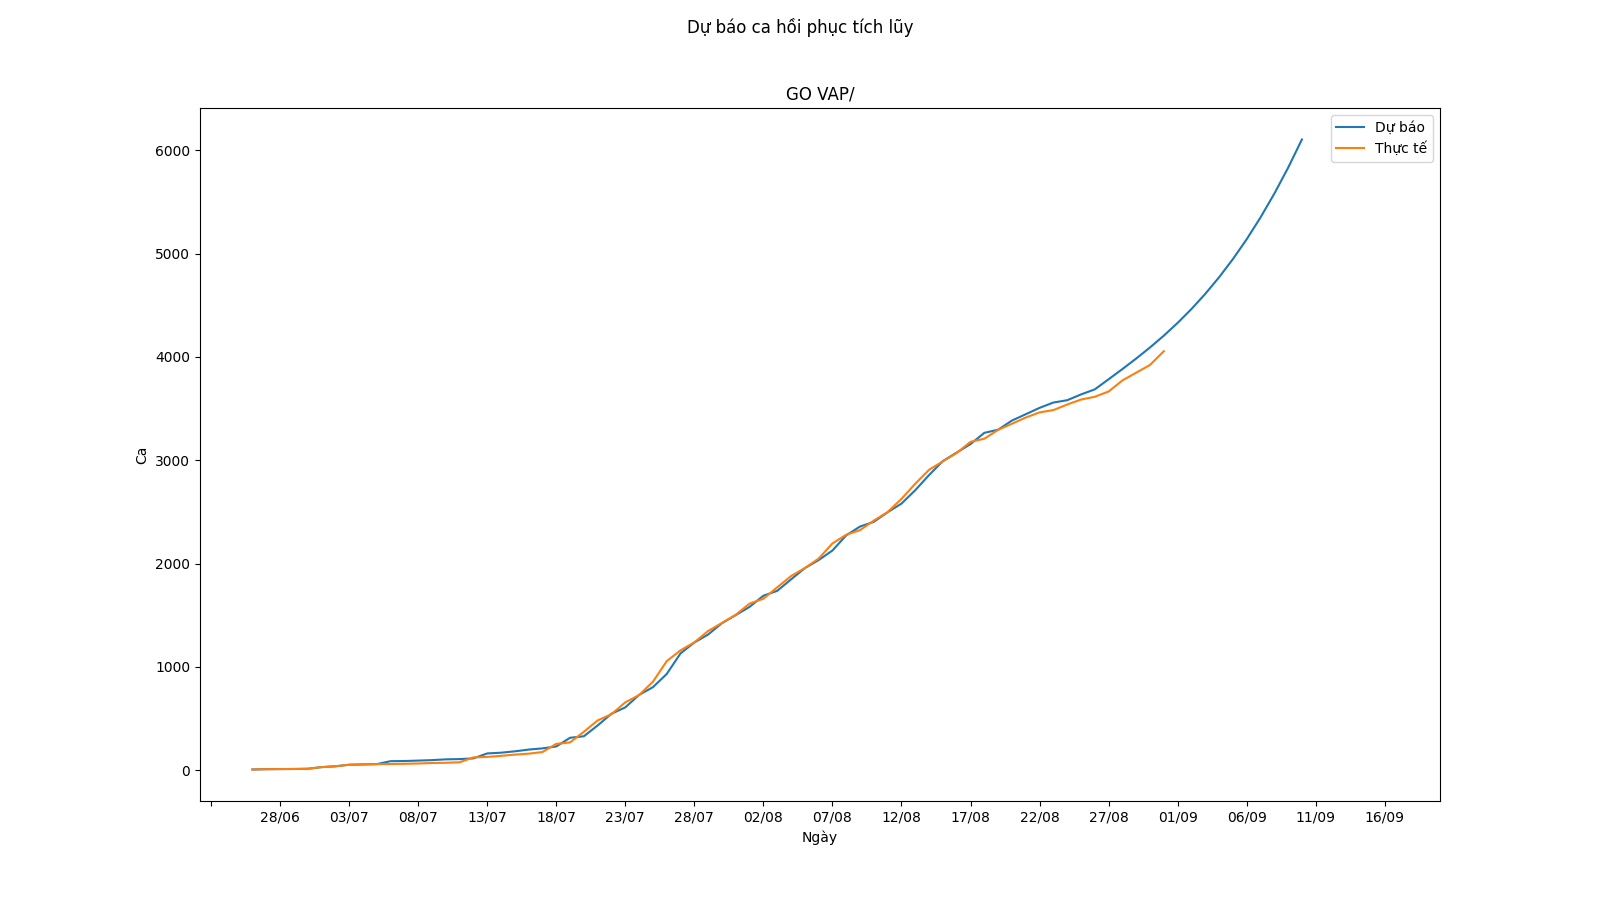 Dự báo ca hồi phục tích lũy
GO VAP/
Dự báo
Thực tế
6000
5000
4000
3000
2000
1000
0
Ca
28/06 03/07 08/07 13/07 18/07 23/07 28/07 02/08 07/08 12/08 17/08 22/08 27/08 01/09 06/09 11/09 16/09
Ngày